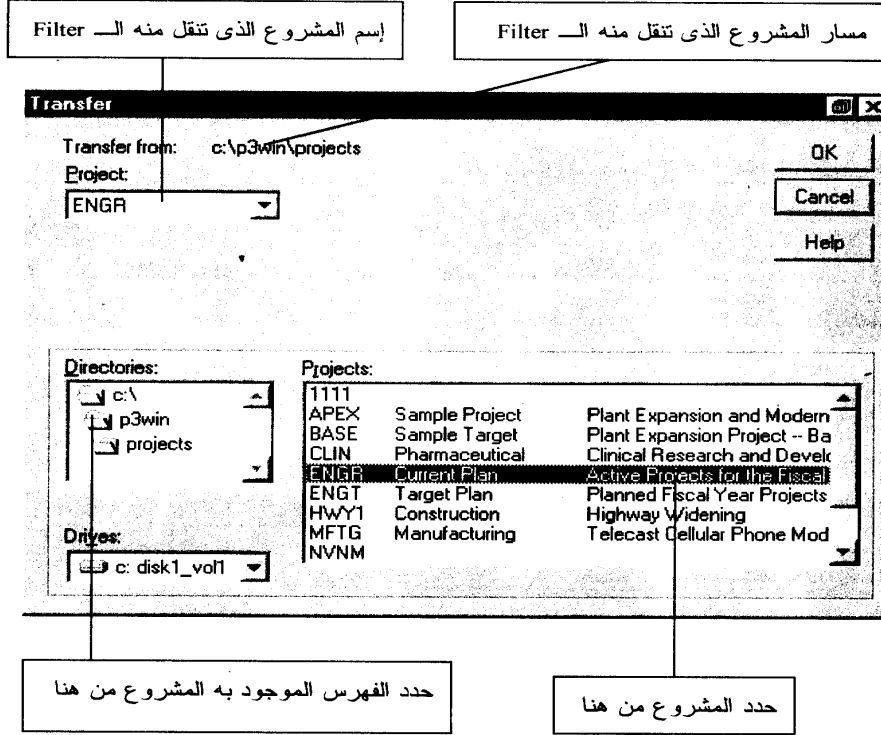 إسم المشروع الذى تنقل منه الـــ Filter
مسار المشروع الذى تنقل منه الـــ Filter
Transfer
Transfer from: c:\p3win\projects
OK
Project:
ENGR
Cancel
Help
Directories:
c:\
p3win
projects
Drives:
c: disk1_vol1
Projects:
1111
APEX Sample Project Plant Expansion and Modern
BASE Sample Target Plant Expansion Project -- Ba
CLIN Pharmaceutical Clinical Research and Develo
ENGR Current Plan Active Projects for the Fiscal
ENGT Target Plan Planned Fiscal Year Projects
HWY1 Construction Highway Widening
MFTG Manufacturing Telecast Cellular Phone Mod
NVNM
حدد الفهرس الموجود به المشروع من هنا
حدد المشروع من هنا